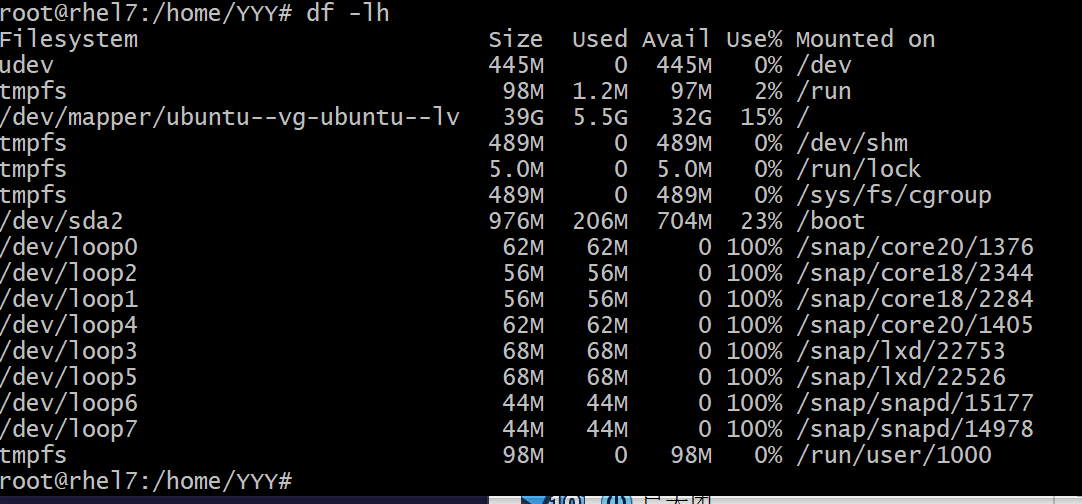 root@rhel7:/home/YYY# df -lh
Filesystem Size Used Avail Use% Mounted on
udev 445M 0 445M 0% /dev
tmpfs 98M 1.2M 97M 2% /run
/dev/mapper/ubuntu--vg-ubuntu--lv 39G 5.5G 32G 15% /
tmpfs 489M 0 489M 0% /dev/shm
tmpfs 5.0M 0 5.0M 0% /run/lock
tmpfs 489M 0 489M 0% /sys/fs/cgroup
/dev/sda2 976M 206M 704M 23% /boot
/dev/loop0 62M 62M 0 100% /snap/core20/1376
/dev/loop2 56M 56M 0 100% /snap/core18/2344
/dev/loop1 56M 56M 0 100% /snap/core18/2284
/dev/loop4 62M 62M 0 100% /snap/core20/1405
/dev/loop3 68M 68M 0 100% /snap/lxd/22753
/dev/loop5 68M 68M 0 100% /snap/lxd/22526
/dev/loop6 44M 44M 0 100% /snap/snapd/15177
/dev/loop7 44M 44M 0 100% /snap/snapd/14978
tmpfs 98M 0 98M 0% /run/user/1000
root@rhel7:/home/YYY#